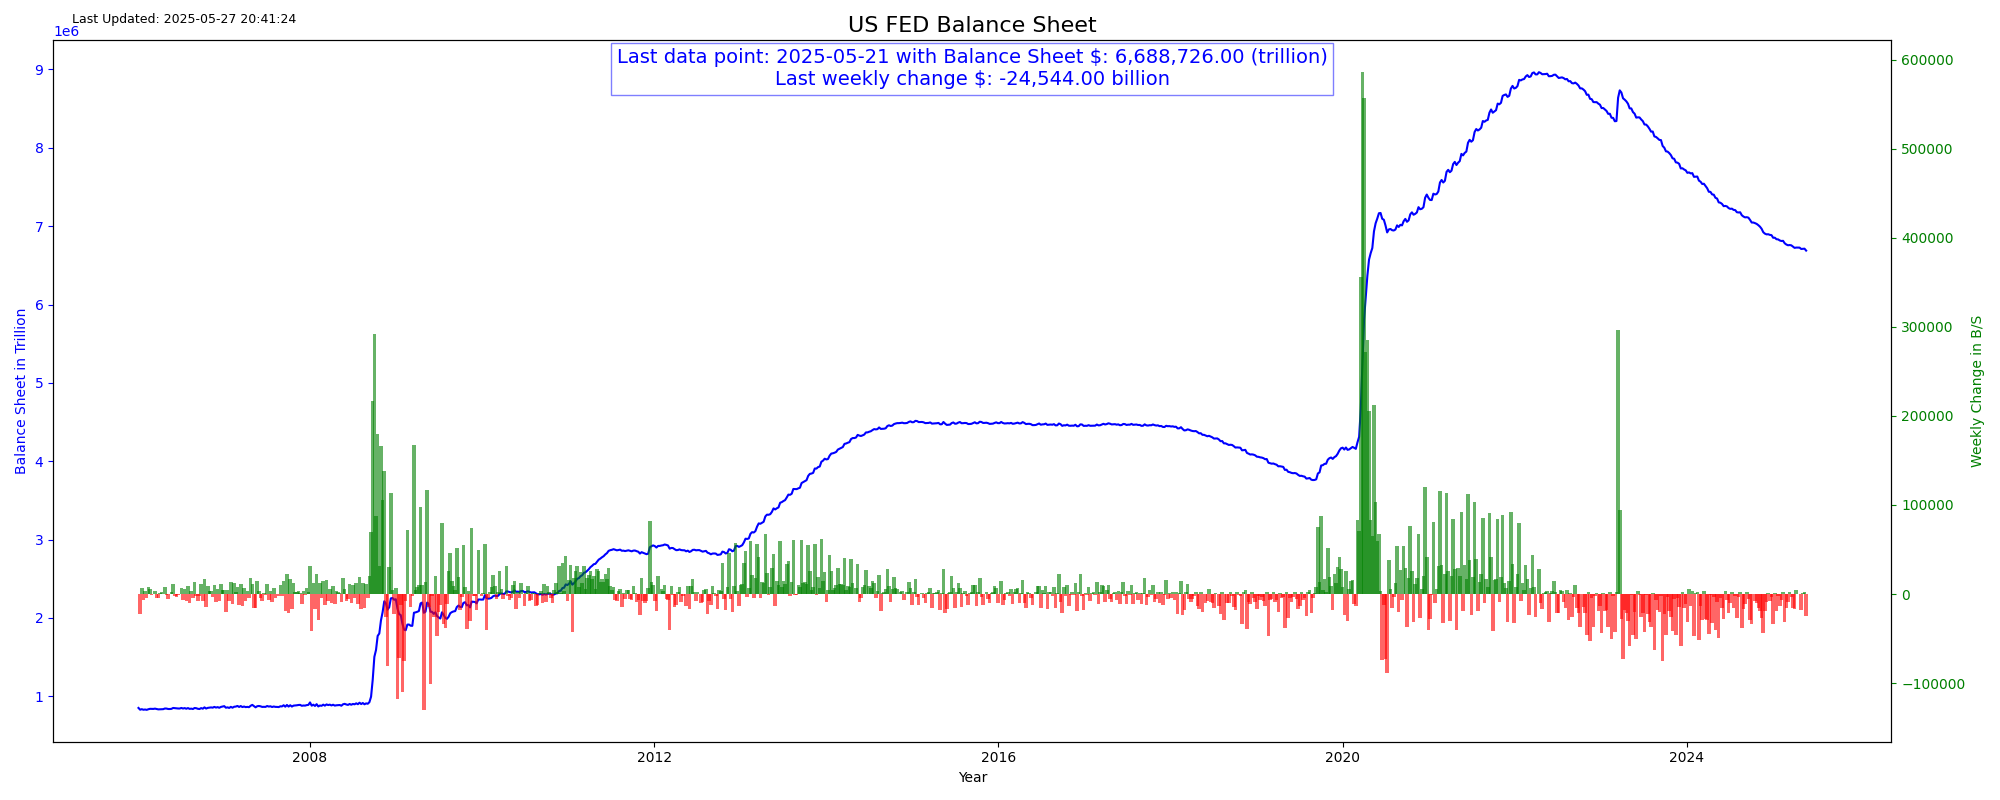 Last Updated: 2025-05-27 20:41:24
US FED Balance Sheet
1e6
Last data point: 2025-05-21 with Balance Sheet $: 6,688,726.00 (trillion)
Last weekly change $: -24,544.00 billion
9
8
7
6
5
4
3
2
1
Balance Sheet in Trillion
600000
500000
400000
300000
200000
100000
0
−100000
Weekly Change in B/S
2008
2012
2016
2020
2024
Year